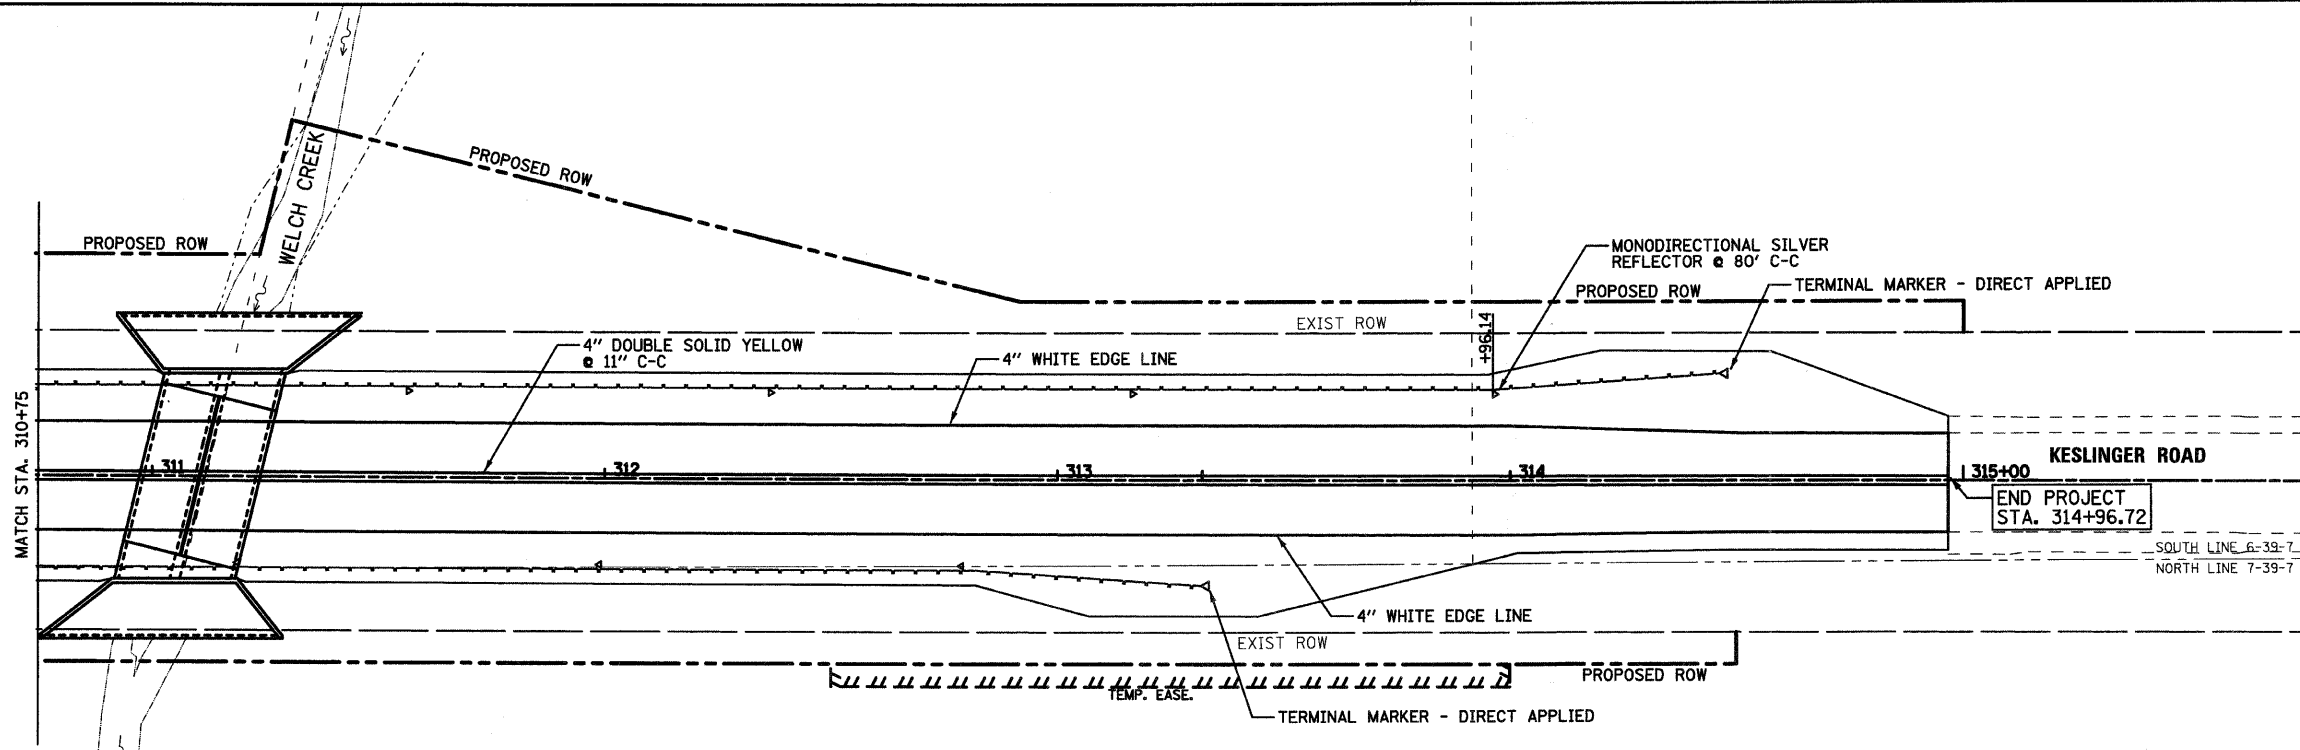 WELCH CREEK
PROPOSED ROW
PROPOSED ROW
MONODIRECTIONAL SILVER
REFLECTOR @ 80' C-C
TERMINAL MARKER - DIRECT APPLIED
PROPOSED ROW
EXIST ROW
+96.14
4" DOUBLE SOLID YELLOW
@ 11" C-C
4" WHITE EDGE LINE
MATCH STA. 310+75
311
312
313
314
315+00
KESLINGER ROAD
END PROJECT
STA. 314+96.72
SOUTH LINE 6-39-7
NORTH LINE 7-39-7
4" WHITE EDGE LINE
EXIST ROW
PROPOSED ROW
TEMP. EASE.
TERMINAL MARKER - DIRECT APPLIED